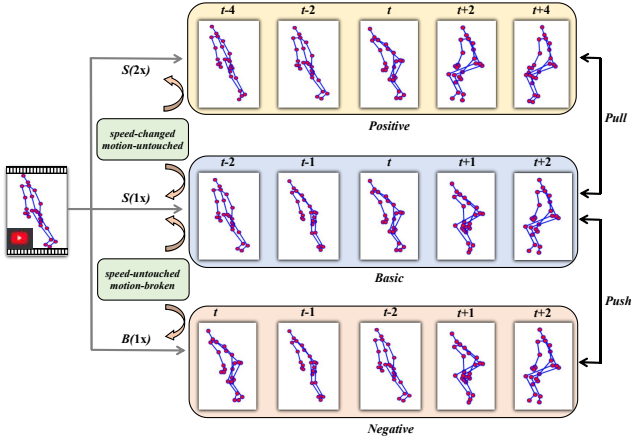 t-4 t-2 t t+2 t+4
S(2x)
Positive
speed-changed
motion-untouched
Pull
t-2 t-1 t t+1 t+2
S(1x)
Basic
speed-untouched
motion-broken
Push
t t-1 t-2 t+1 t+2
B(1x)
Negative